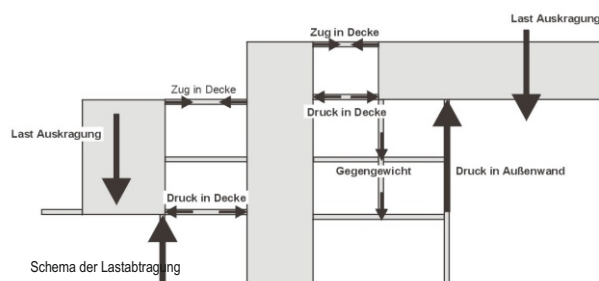 Last Auskragung
Zug in Decke
Zug in Decke
Last Auskragung
Druck in Decke
Gegengewicht
Druck in Außenwand
Druck in Decke
Schema der Lastabtragung